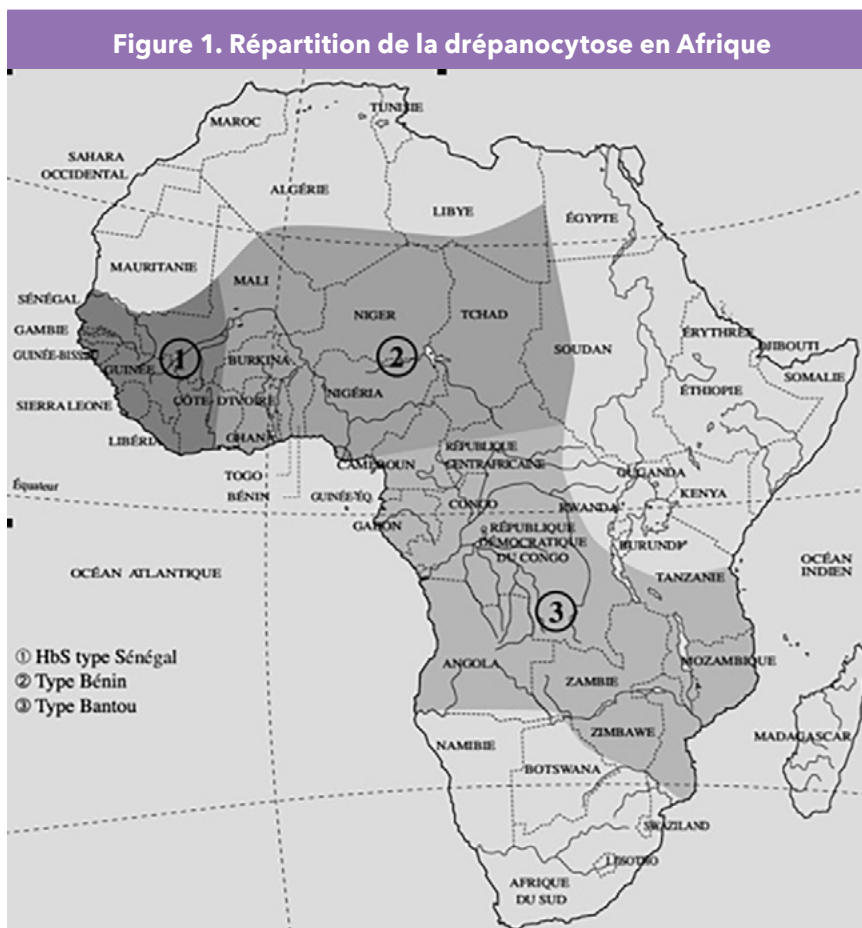 Figure 1. Répartition de la drépanocytose en Afrique
TUNISIE
MAROC
SAHARA
OCCIDENTAL
ALGÉRIE
LIBYE
ÉGYPTE
MAURITANIE
MALI
NIGER
TCHAD
SOUDAN
ÉRYTHRÉE
DJIBOUTI
SOMALIE
ÉTHIOPIE
SÉNÉGAL
GAMBIE
GUINÉE-BISSAU
GUINÉE
1
2
BURKINA
SIERRA LEONE
CÔTE D'IVOIRE
NIGÉRIA
LIBÉRIA
GHANA
TOGO
BÉNIN
CAMEROUN
RÉPUBLIQUE
CENTRAFRICAINE
GUINÉE-ÉQ.
GABON
CONGO
OUGANDA
KENYA
RWANDA
BURUNDI
RÉPUBLIQUE
DÉMOCRATIQUE
DU CONGO
Équateur
OCÉAN ATLANTIQUE
OCÉAN
INDIEN
TANZANIE
3
① HbS type Sénégal
② Type Bénin
③ Type Bantou
ANGOLA
ZAMBIE
MOZAMBIQUE
ZIMBAWE
MADAGASCAR
NAMIBIE
BOTSWANA
SWAZILAND
LESOTHO
AFRIQUE
DU SUD